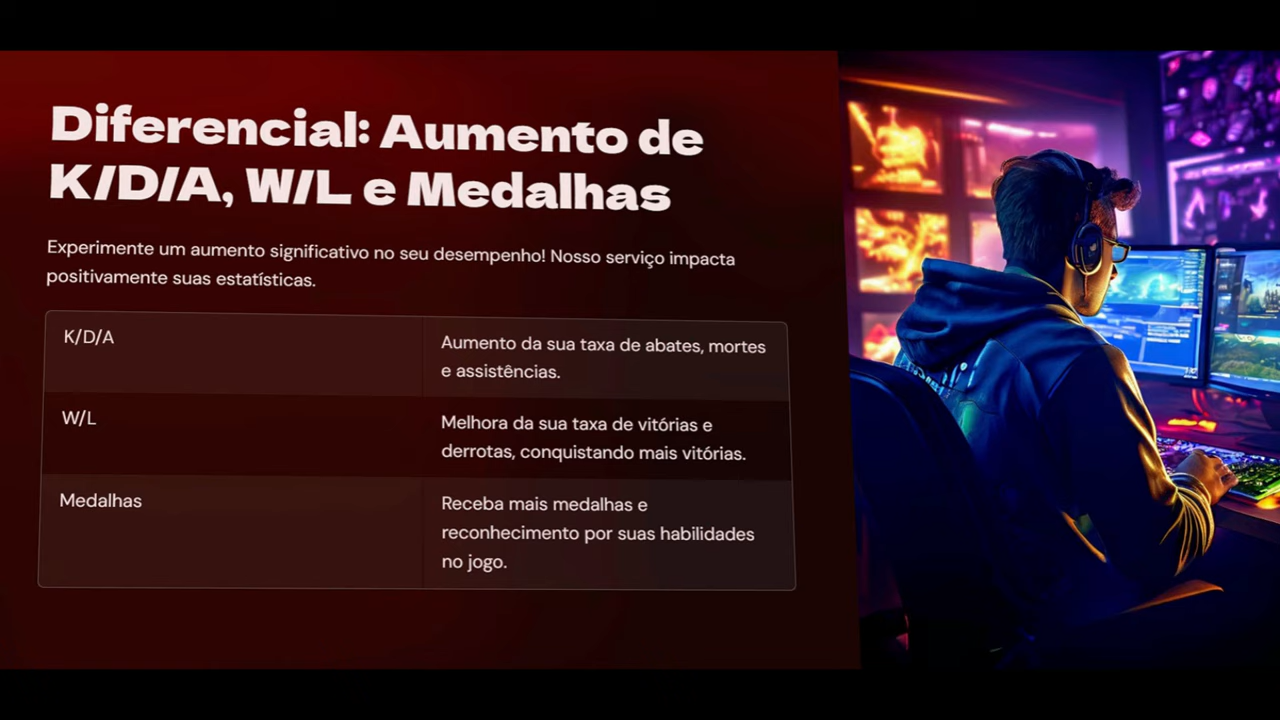 Diferencial: Aumento de
K/D/A, W/L e Medalhas
Experimente um aumento significativo no seu desempenho! Nosso serviço impacta
positivamente suas estatísticas.
K/D/A
Aumento da sua taxa de abates, mortes
e assistências.
W/L
Melhora da sua taxa de vitórias e
derrotas, conquistando mais vitórias.
Medalhas
Receba mais medalhas e
reconhecimento por suas habilidades
no jogo.